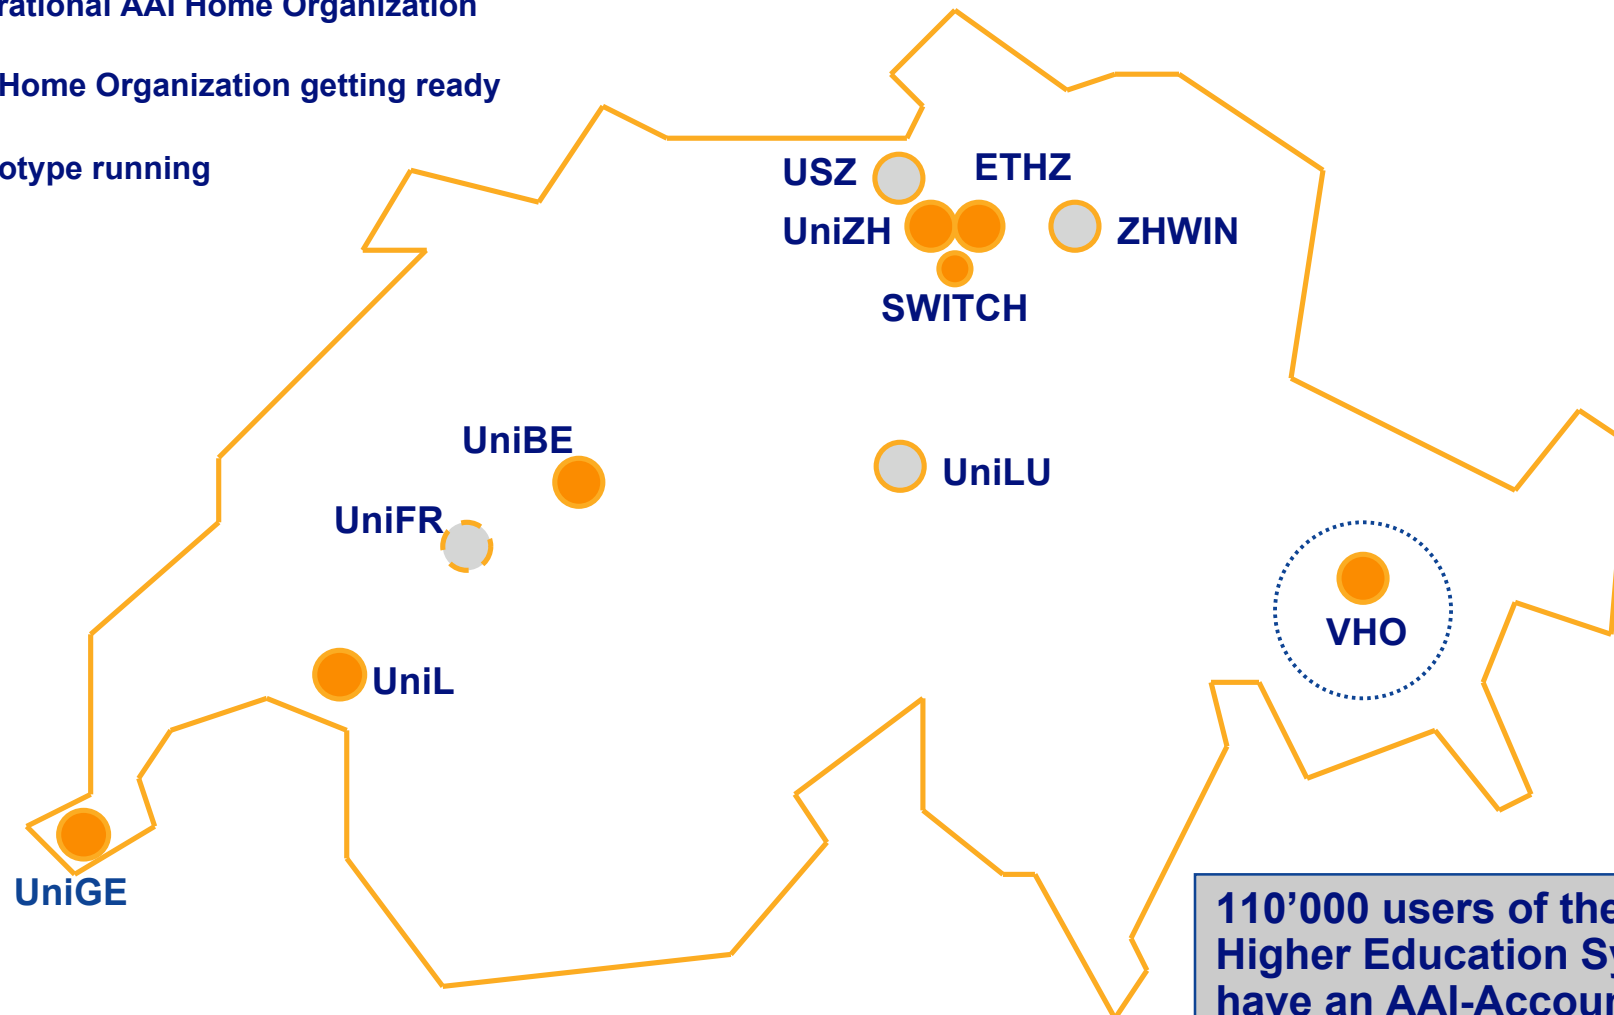 rational AAI Home Organization
Home Organization getting ready
otype running
USZ
ETHZ
UniZH
ZHWIN
SWITCH
UniBE
UniLU
UniFR
VHO
UniL
UniGE
110’000 users of the
Higher Education Sy
have an AAI-Accoun